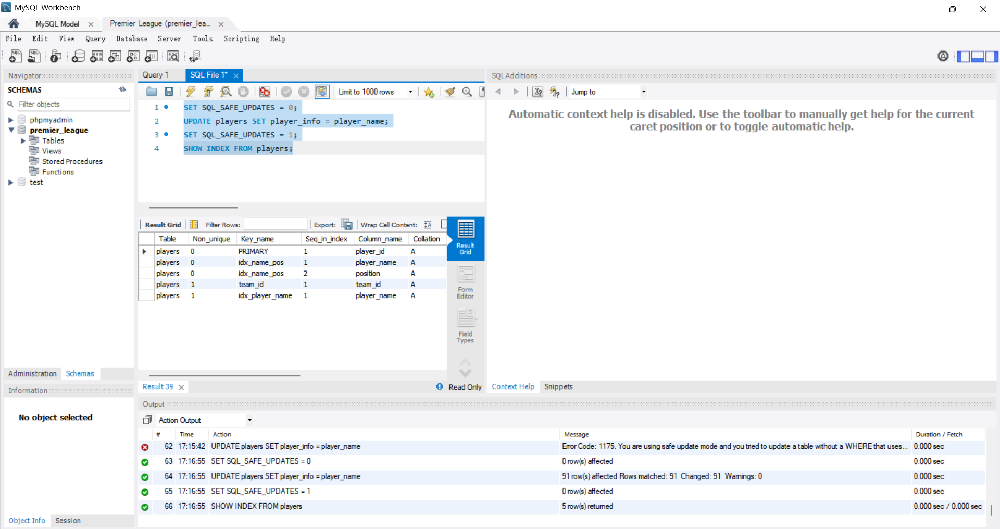 MySQL Workbench
MySQL Model
Premier League (premier_lea...
File Edit View Query Database Server Tools Scripting Help
Navigator
SCHEMAS
Filter objects
phpmyadmin
premier_league
Tables
Views
Stored Procedures
Functions
test
Administration Schemas
Information
No object selected
Object Info Session
Query 1 SQL File 1*
Limit to 1000 rows
1 SET SQL_SAFE_UPDATES = 0;
2 UPDATE players SET player_info = player_name;
3 SET SQL_SAFE_UPDATES = 1;
4 SHOW INDEX FROM players;
Result Grid Filter Rows: Export: Wrap Cell Content: IA
Table Non_unique Key_name Seq_in_index Column_name Collation
players 0 PRIMARY 1 player_id A
players 0 idx_name_pos 1 player_name A
players 0 idx_name_pos 2 position A
players 1 team_id 1 team_id A
players 1 idx_player_name 1 player_name A
Result
Grid
Form
Editor
Field
Types
Result 39
Read Only
SQLAdditions
Jump to
Automatic context help is disabled. Use the toolbar to manually get help for the current
caret position or to toggle automatic help.
Context Help Snippets
Output
Action Output
# Time Action Message Duration / Fetch
62 17:15:42 UPDATE players SET player_info = player_name Error Code: 1175. You are using safe update mode and you tried to update a table without a WHERE that uses... 0.000 sec
63 17:16:55 SET SQL_SAFE_UPDATES = 0 0 row(s) affected 0.000 sec
64 17:16:55 UPDATE players SET player_info = player_name 91 row(s) affected Rows matched: 91 Changed: 91 Warnings: 0 0.000 sec
65 17:16:55 SET SQL_SAFE_UPDATES = 1 0 row(s) affected 0.000 sec
66 17:16:55 SHOW INDEX FROM players 5 row(s) returned 0.000 sec / 0.000 sec